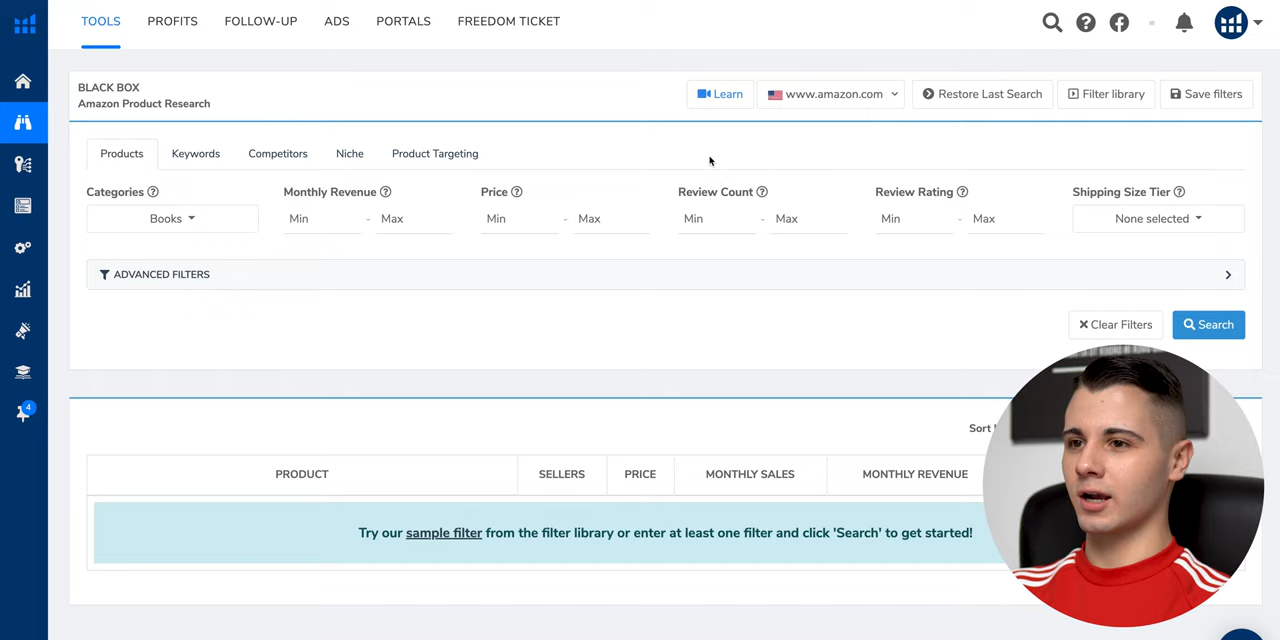 TOOLS PROFITS FOLLOW-UP ADS PORTALS FREEDOM TICKET
BLACK BOX
Amazon Product Research
Learn www.amazon.com Restore Last Search Filter library Save filters
Products Keywords Competitors Niche Product Targeting
Categories Monthly Revenue Price Review Count Review Rating Shipping Size Tier
Books Min - Max Min - Max Min - Max Min - Max None selected
ADVANCED FILTERS
Clear Filters Search
4
Sort
PRODUCT SELLERS PRICE MONTHLY SALES MONTHLY REVENUE
Try our sample filter from the filter library or enter at least one filter and click 'Search' to get started!